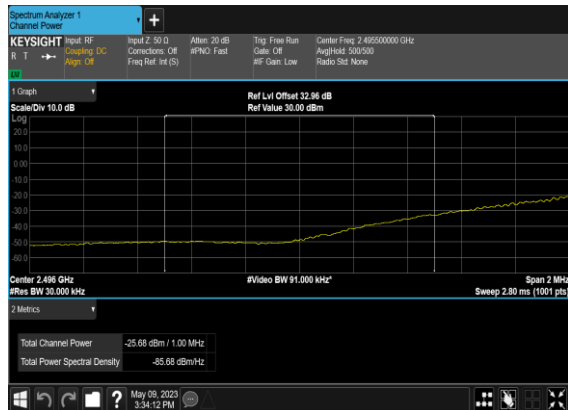 Spectrum Analyzer 1
Channel Power
KEYSIGHT Input: RF Input Z: 50 Ω Atten: 20 dB Trig: Free Run Center Freq: 2.495500000 GHz
R T Coupling: DC Corrections: Off #PNO: Fast Gate: Off Avg|Hold: 500/500
Align: Off Freq Ref: Int (S) #IF Gain: Low Radio Std: None
1 Graph
Ref Lvl Offset 32.96 dB
Scale/Div 10.0 dB Ref Value 30.00 dBm
Log
20.0
10.0
0.00
-10.0
-20.0
-30.0
-40.0
-50.0
-60.0
Center 2.496 GHz #Video BW 91.000 kHz* Span 2 MHz
#Res BW 30.000 kHz Sweep 2.80 ms (1001 pts)
2 Metrics
Total Channel Power -25.68 dBm / 1.00 MHz
Total Power Spectral Density -85.68 dBm/Hz
May 09, 2023
3:34:12 PM